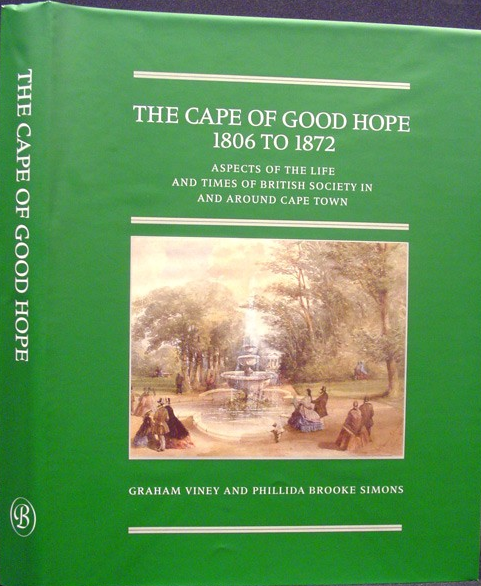 THE CAPE OF GOOD HOPE
THE CAPE OF GOOD HOPE
1806 TO 1872
ASPECTS OF THE LIFE
AND TIMES OF BRITISH SOCIETY IN
AND AROUND CAPE TOWN
GRAHAM VINEY AND PHILLIDA BROOKE SIMONS
B